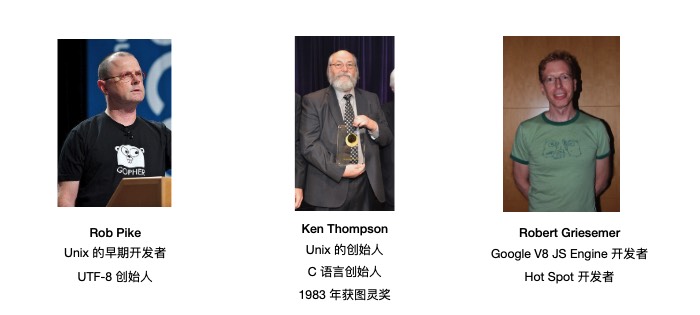 GOPHER
Rob Pike
Unix 的早期开发者
UTF-8 创始人
Ken Thompson
Unix 的创始人
C 语言创始人
1983 年获图灵奖
Robert Griesemer
Google V8 JS Engine 开发者
Hot Spot 开发者